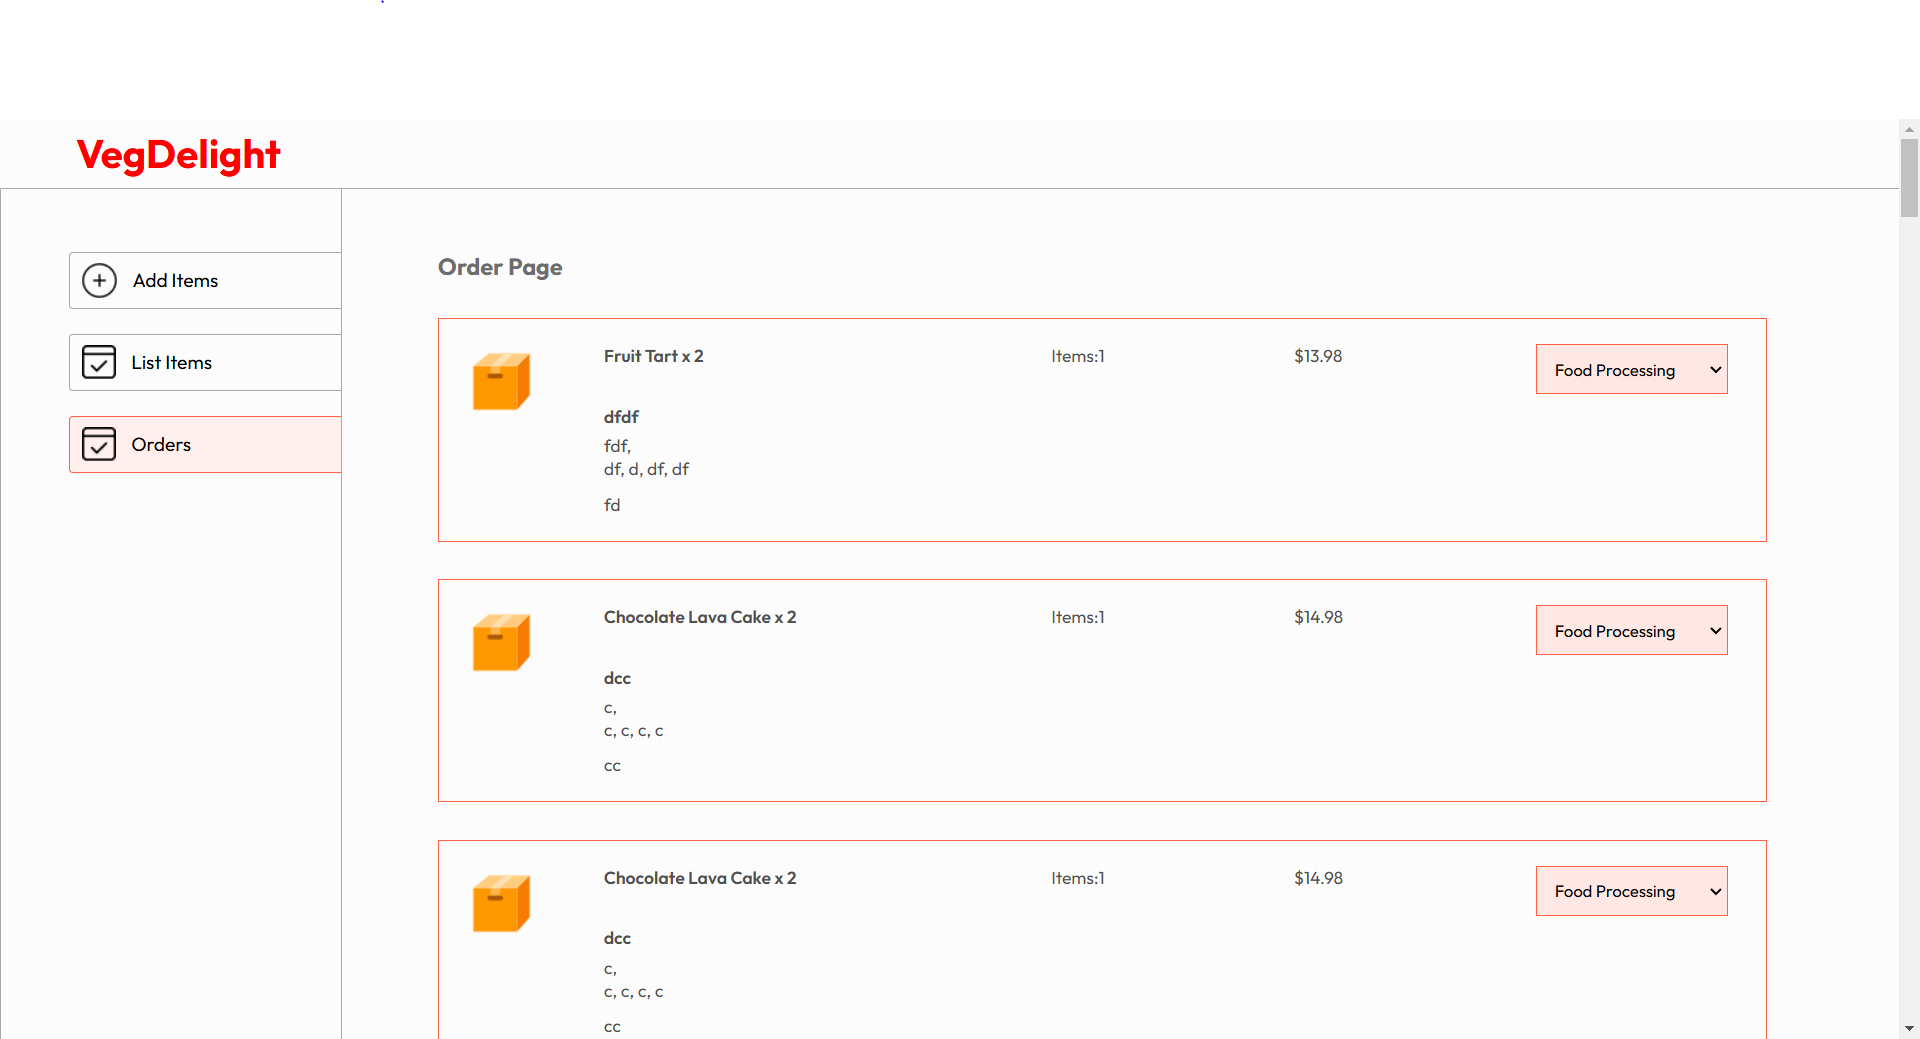 VegDelight
Add Items
List Items
Orders
Order Page
Fruit Tart x 2
Items:1
$13.98
Food Processing
dfdf
fdf,
df, d, df, df
fd
Chocolate Lava Cake x 2
Items:1
$14.98
Food Processing
dcc
c,
c, c, c, c
cc
Chocolate Lava Cake x 2
Items:1
$14.98
Food Processing
dcc
c,
c, c, c, c
cc